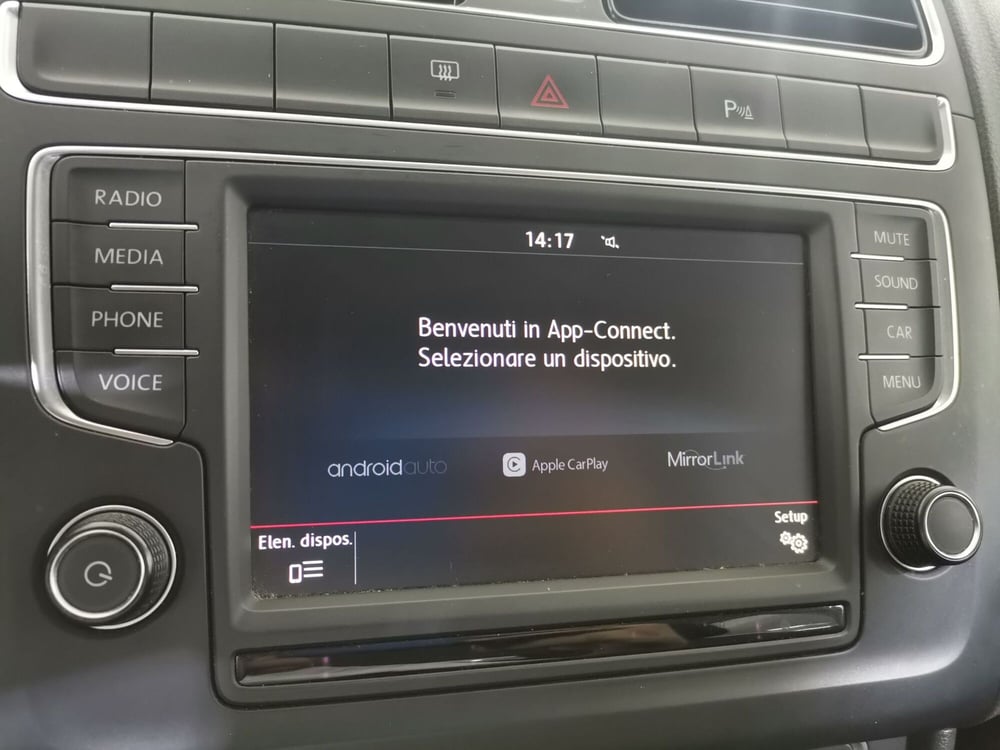 P
RADIO
MEDIA
PHONE
VOICE
14:17
Benvenuti in App-Connect.
Selezionare un dispositivo.
androidauto
Apple CarPlay
MirrorLink
Elen. dispos.
Setup
MUTE
SOUND
CAR
MENU